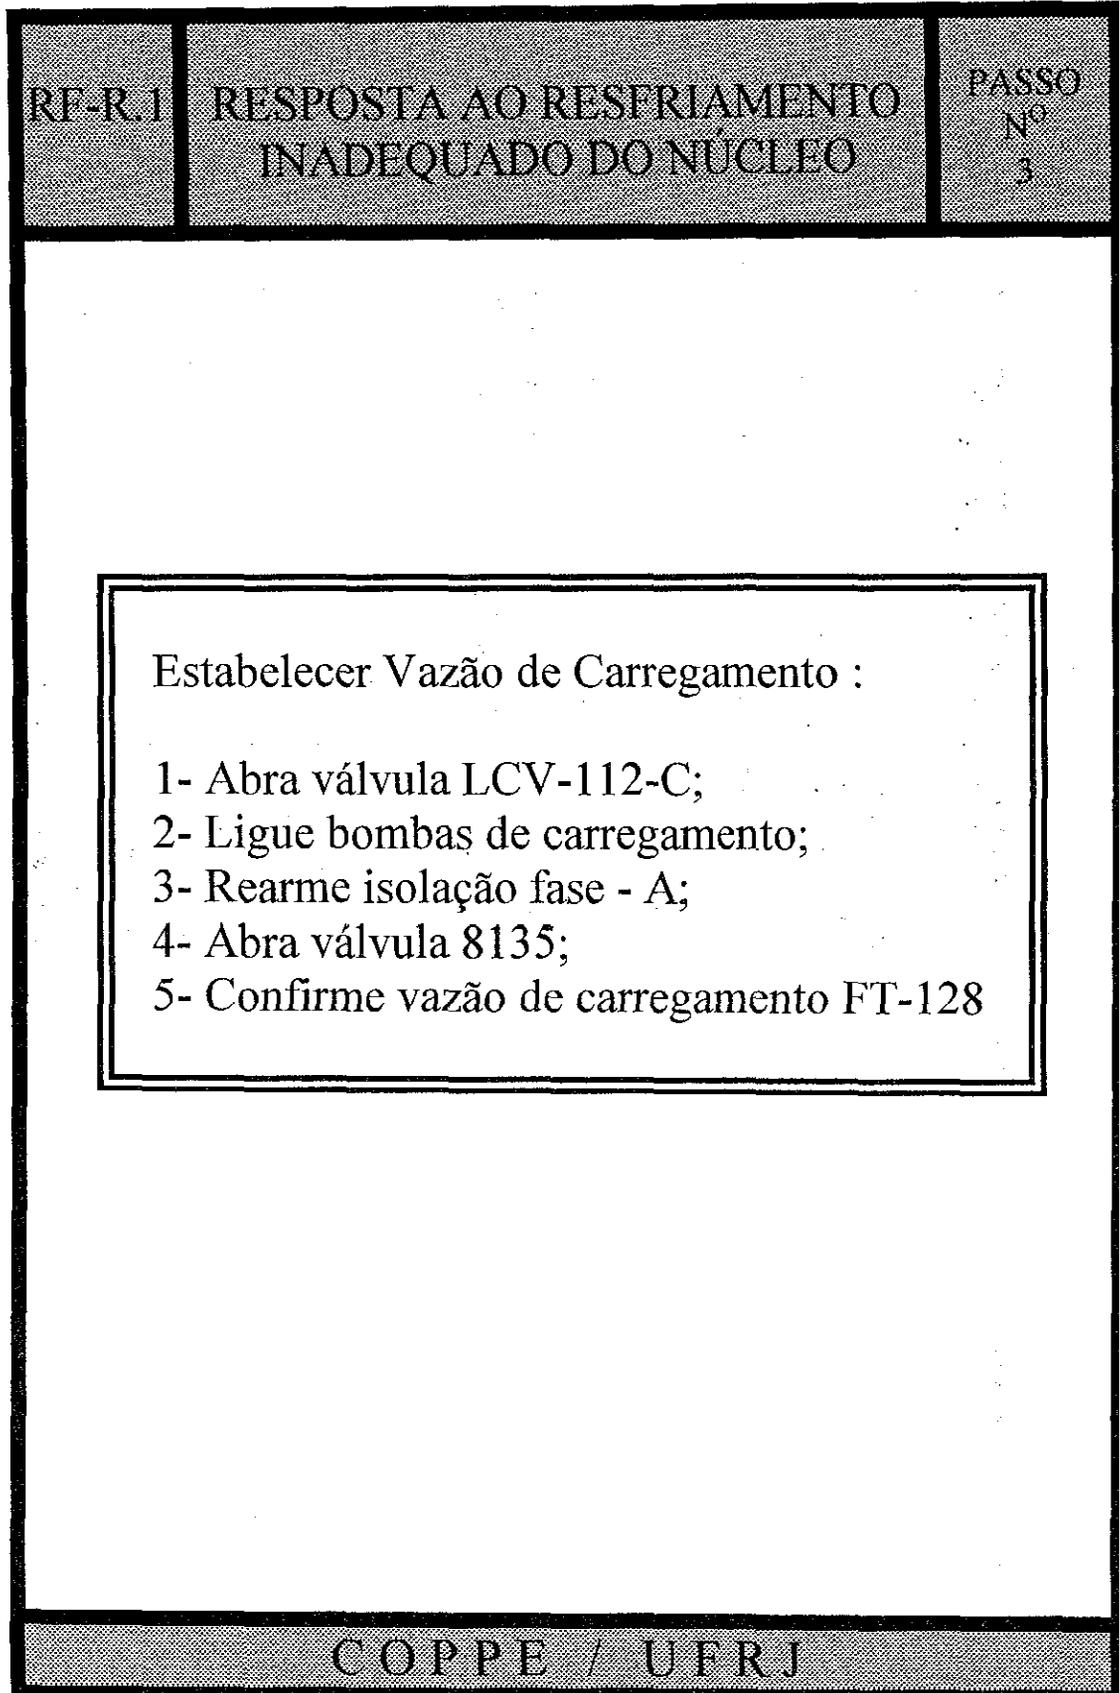 RF-R.1
RESPOSTA AO RESFRIAMENTO
INADEQUADO DO NÚCLEO
PASSO
Nº
3
Estabelecer Vazão de Carregamento :
1- Abra válvula LCV-112-C;
2- Ligue bombas de carregamento;
3- Rearme isolação fase - A;
4- Abra válvula 8135;
5- Confirme vazão de carregamento FT-128
COPPE / UFRJ